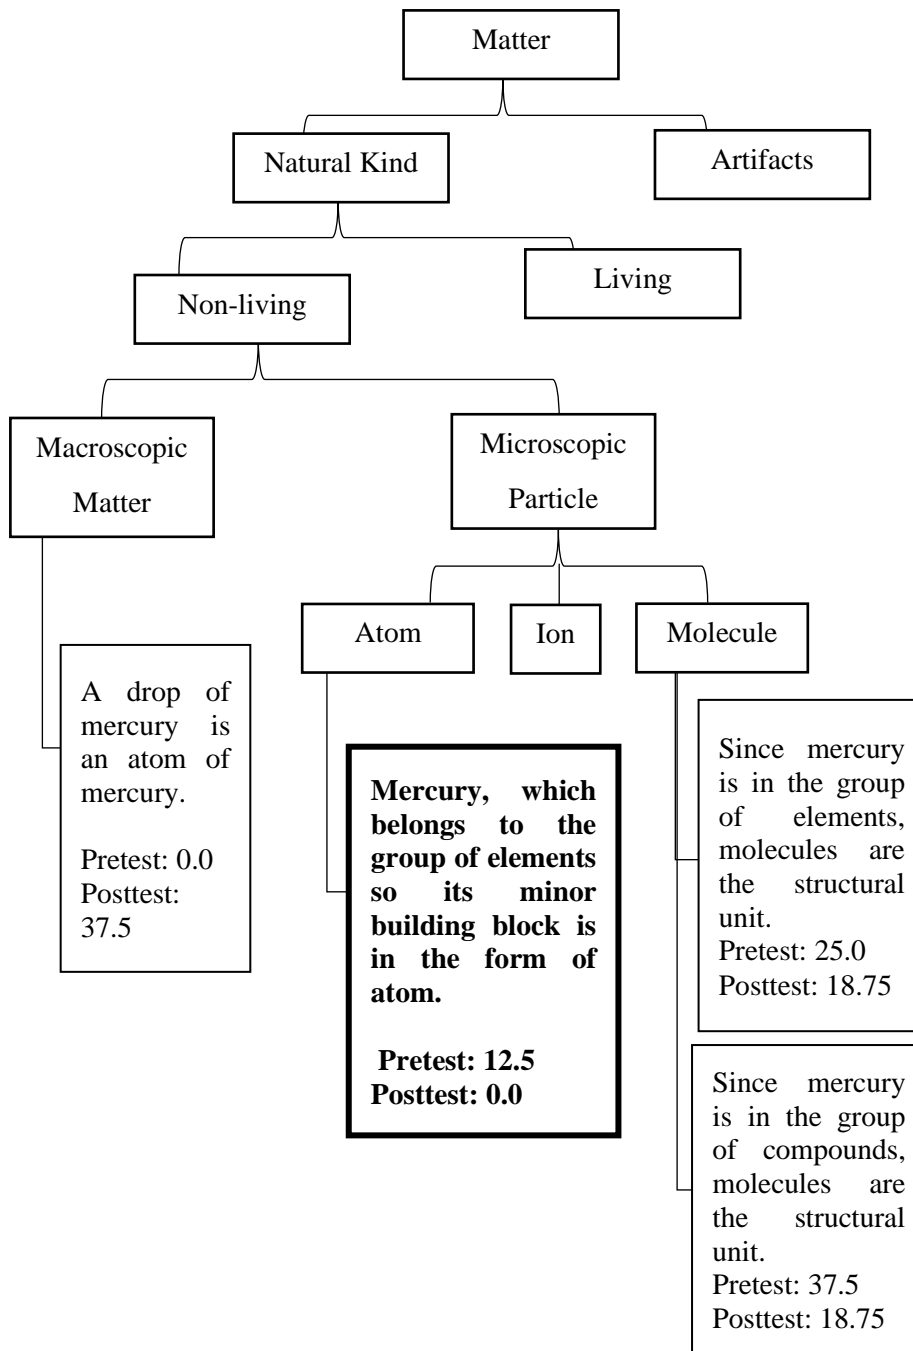 Matter
Natural Kind
Artifacts
Non-living
Living
Macroscopic
Matter
Microscopic
Particle
Atom
Ion
Molecule
A drop of
mercury is
an atom of
mercury.
Pretest: 0.0
Posttest:
37.5
Mercury, which
belongs to the
group of elements
so its minor
building block is
in the form of
atom.
Pretest: 12.5
Posttest: 0.0
Since mercury
is in the group
of elements,
molecules are
the structural
unit.
Pretest: 25.0
Posttest: 18.75
Since mercury
is in the group
of compounds,
molecules are
the structural
unit.
Pretest: 37.5
Posttest: 18.75